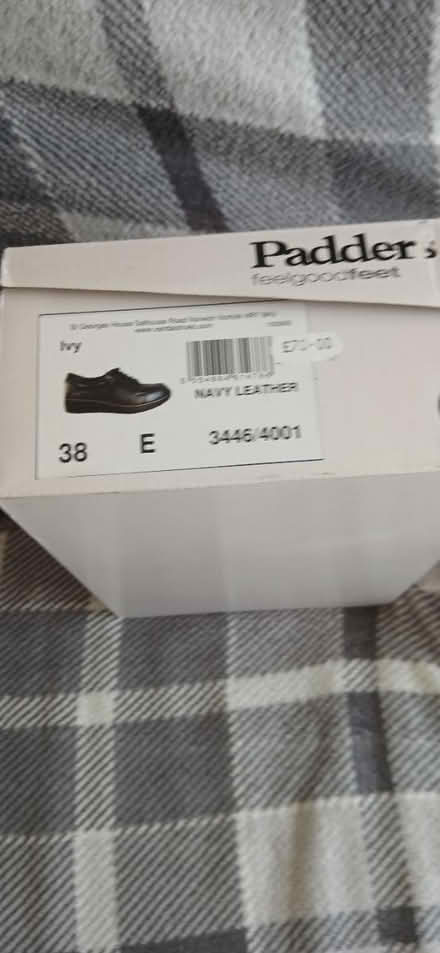 Padders
feelgoodfeet
Ivy
£70-00
NAVY LEATHER
38
E
3446/4001